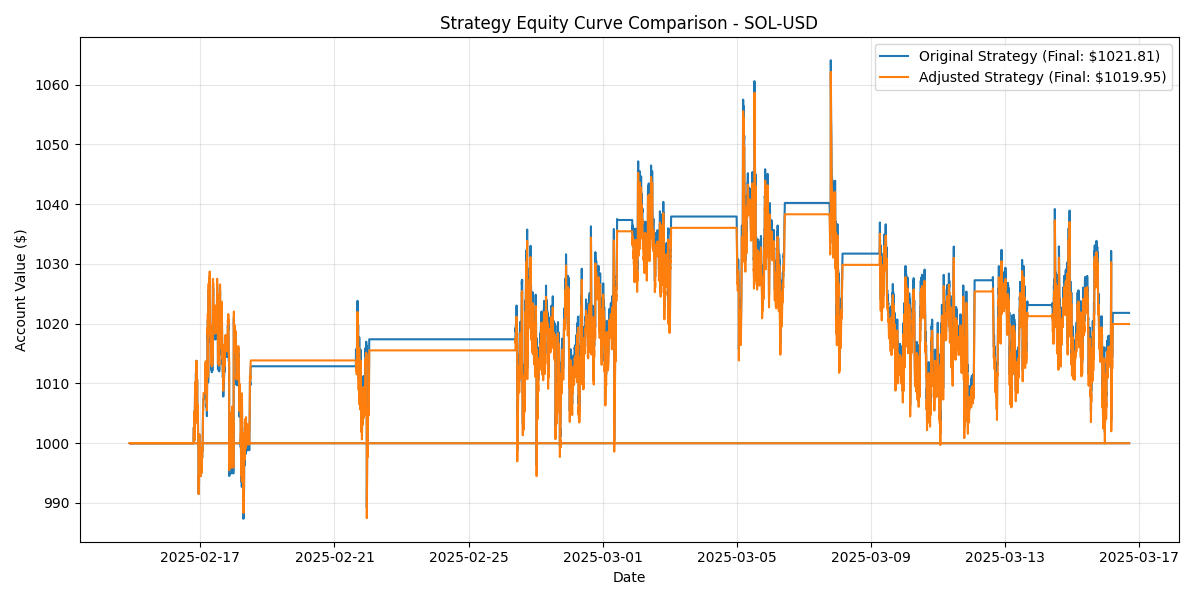 Strategy Equity Curve Comparison - SOL-USD
Original Strategy (Final: $1021.81)
Adjusted Strategy (Final: $1019.95)
Account Value ($)
1060
1050
1040
1030
1020
1010
1000
990
2025-02-17 2025-02-21 2025-02-25 2025-03-01 2025-03-05 2025-03-09 2025-03-13 2025-03-17
Date